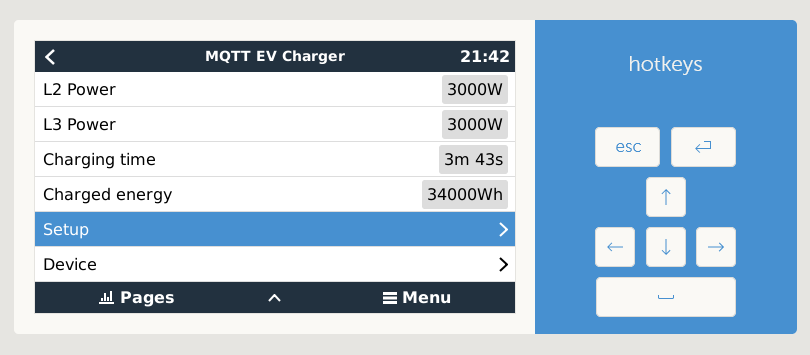 MQTT EV Charger 21:42
L2 Power 3000W
L3 Power 3000W
Charging time 3m 43s
Charged energy 34000Wh
Setup
Device
Pages Menu
hotkeys
esc